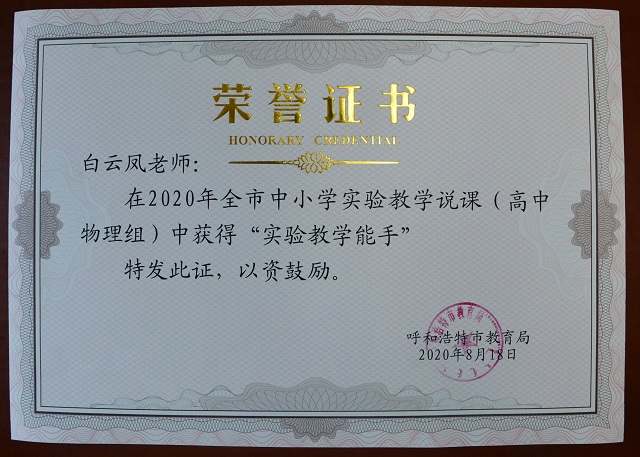 荣誉证书
HONORARY CREDENTIAL
白云凤老师：
在2020年全市中小学实验教学说课（高中
物理组）中获得“实验教学能手”
特发此证，以资鼓励。
呼和浩特市教育局
2020年8月18日